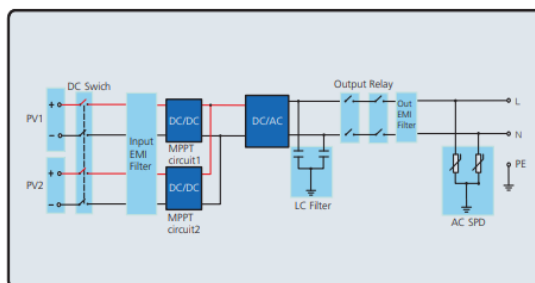 DC Swich
Output Relay
PV1
+
−
Input
EMI
Filter
DC/DC
MPPT
circuit1
DC/AC
Out
EMI
Filter
L
N
PE
PV2
+
−
DC/DC
MPPT
circuit2
LC Filter
AC SPD